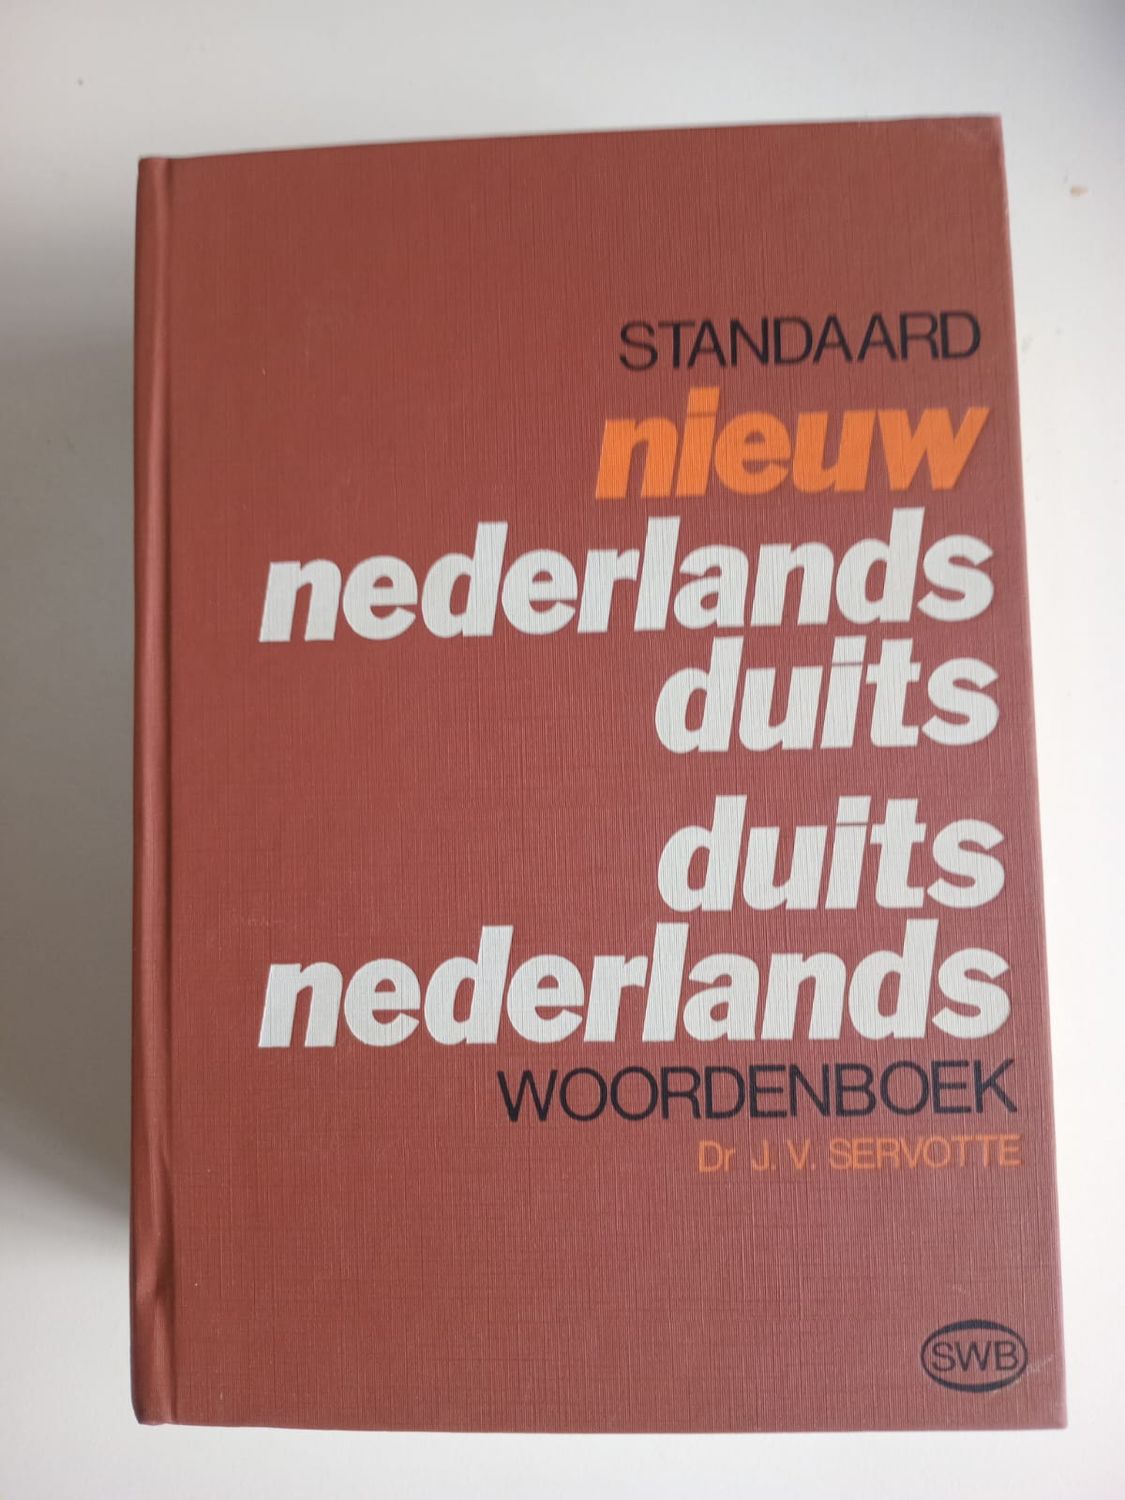 STANDAARD
nieuw
nederlands
duits
duits
nederlands
WOORDENBOEK
Dr J. V. SERVOTTE
SWB